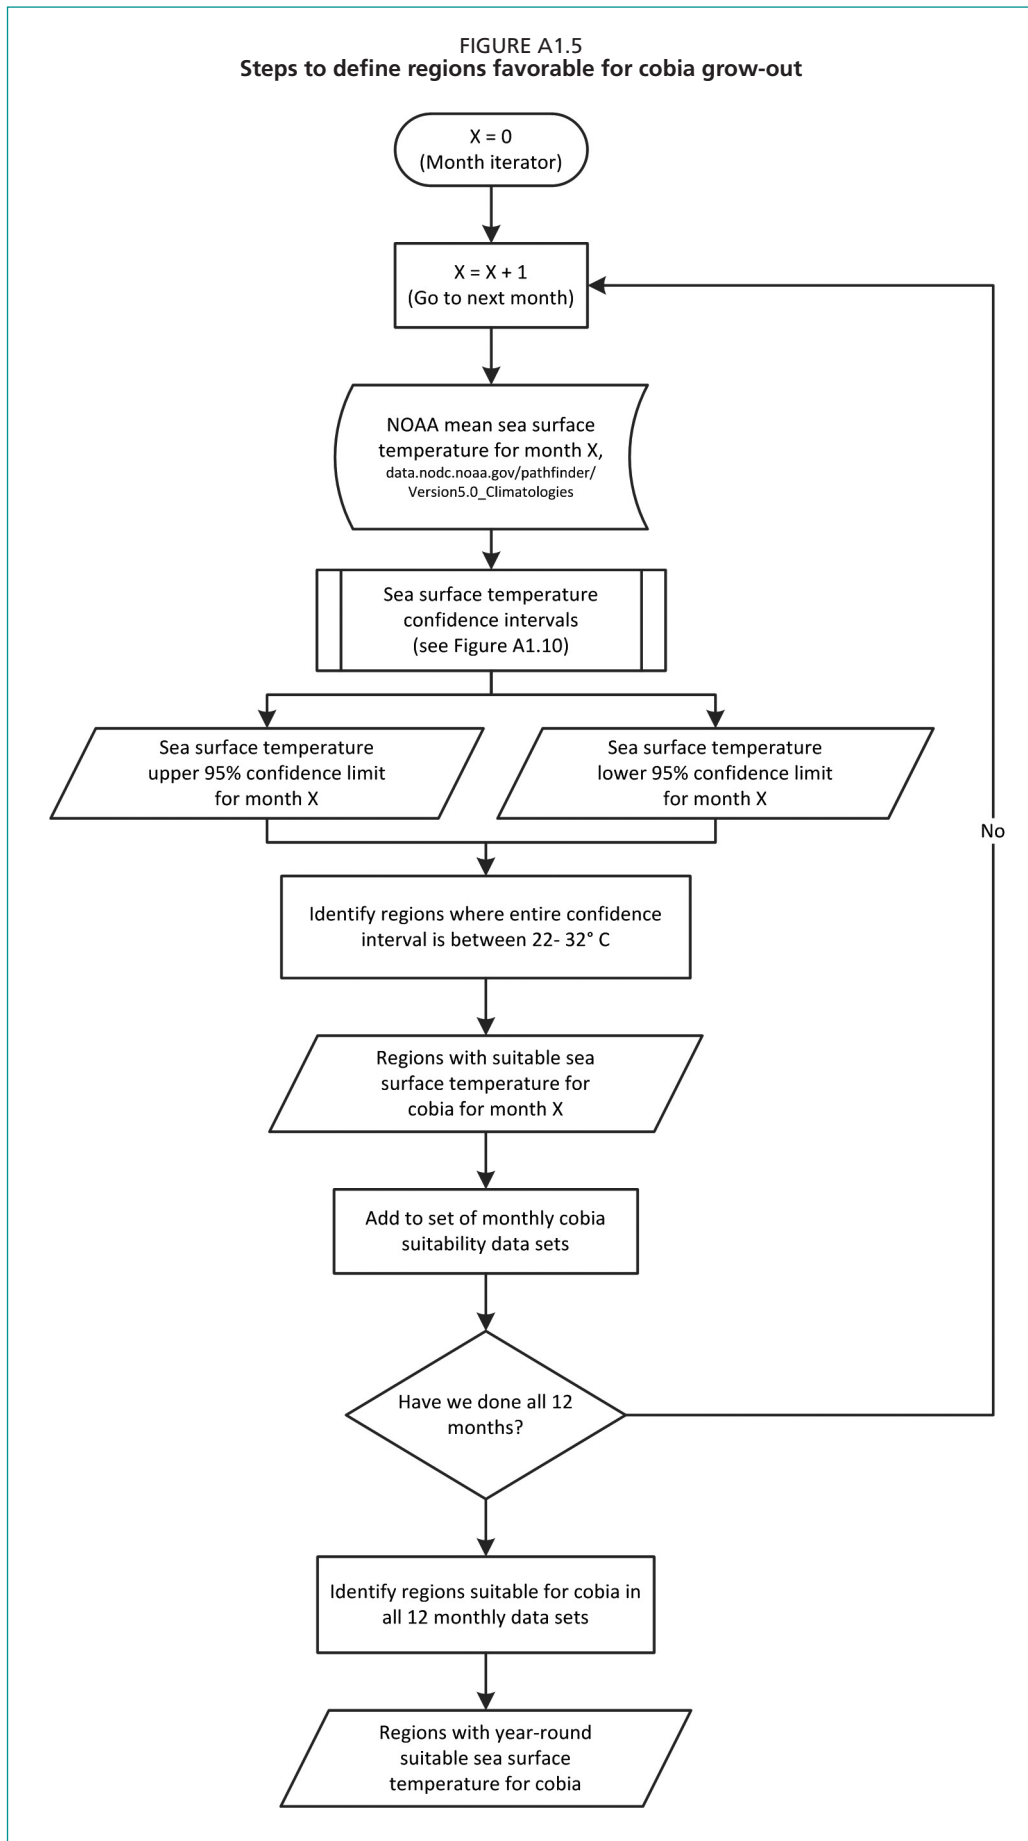 FIGURE A1.5
Steps to define regions favorable for cobia grow-out
X = 0
(Month iterator)
X = X + 1
(Go to next month)
NOAA mean sea surface
temperature for month X,
data.nodc.noaa.gov/pathfinder/
Version5.0_Climatologies
Sea surface temperature
confidence intervals
(see Figure A1.10)
Sea surface temperature
upper 95% confidence limit
for month X
Sea surface temperature
lower 95% confidence limit
for month X
No
Identify regions where entire confidence
interval is between 22- 32° C
Regions with suitable sea
surface temperature for
cobia for month X
Add to set of monthly cobia
suitability data sets
Have we done all 12
months?
Identify regions suitable for cobia in
all 12 monthly data sets
Regions with year-round
suitable sea surface
temperature for cobia